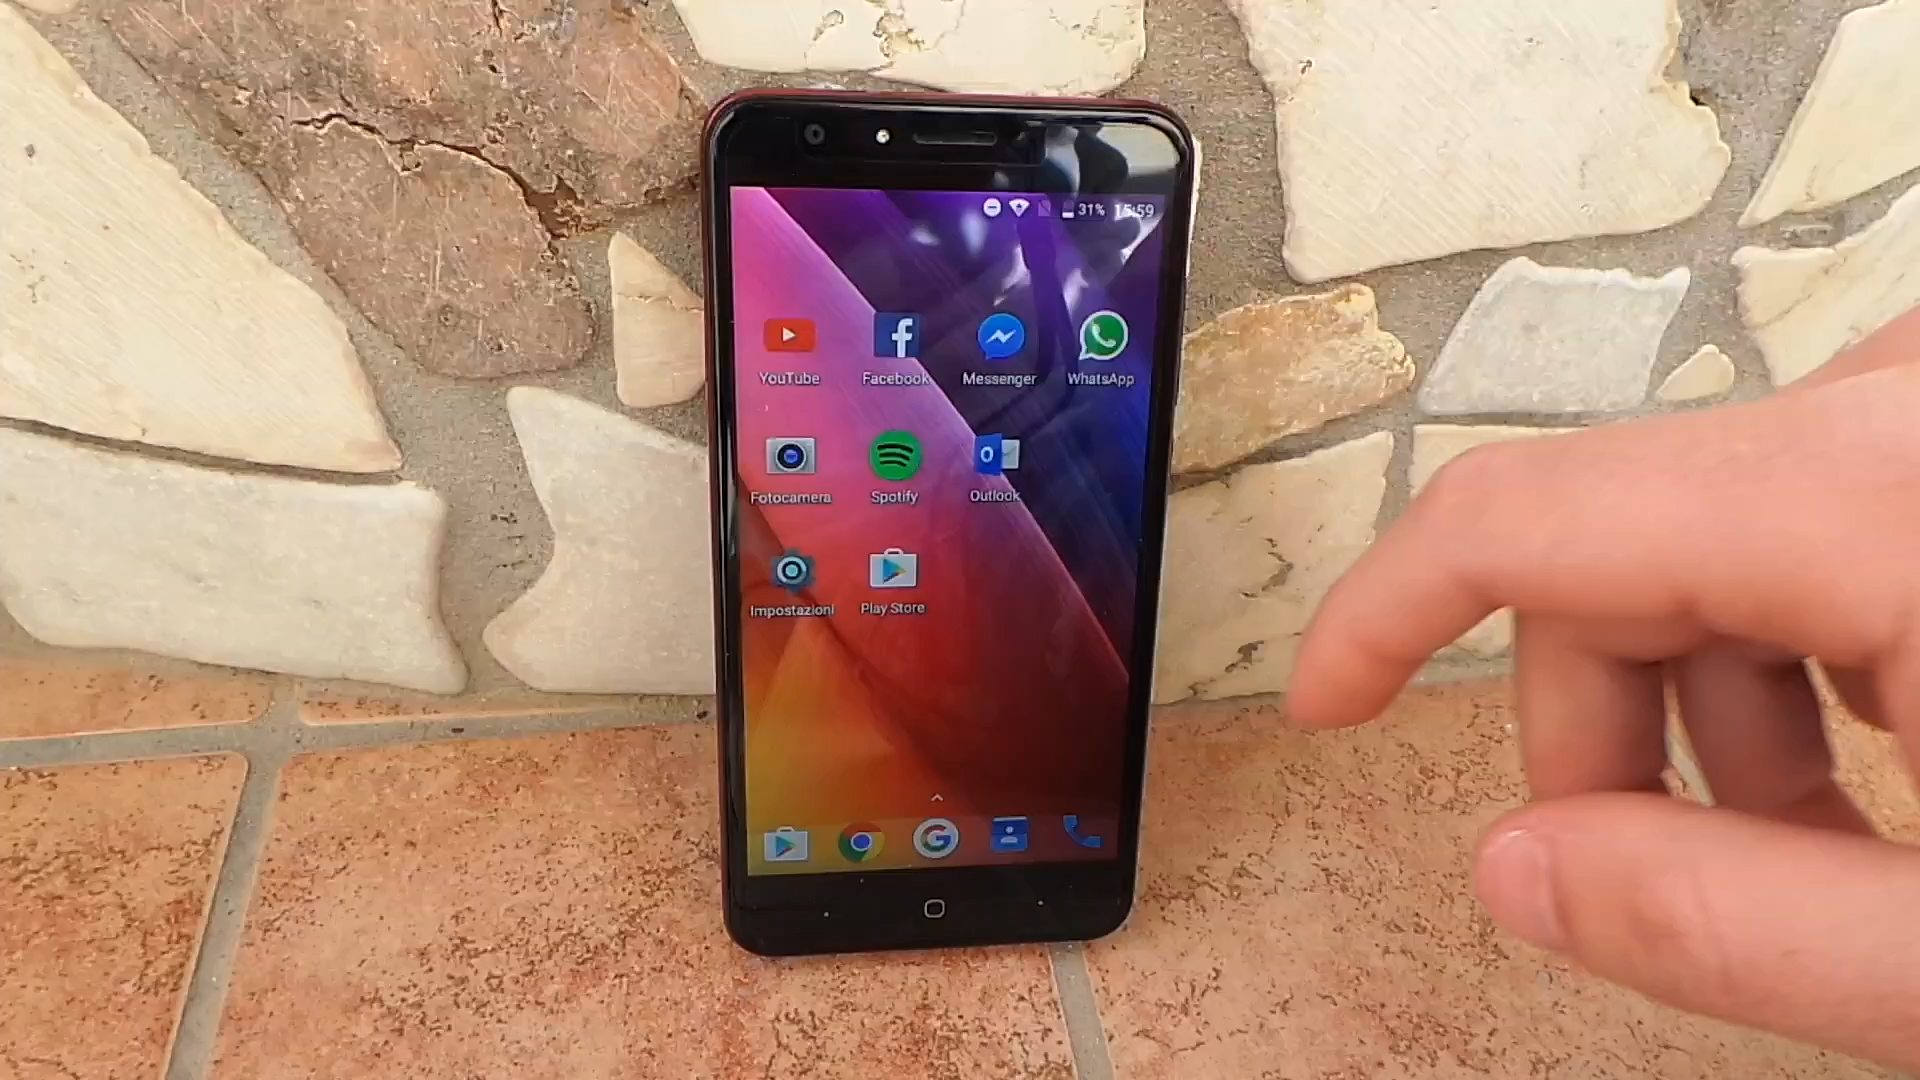 31% 15:59
YouTube Facebook Messenger WhatsApp
Fotocamera Spotify Outlook
Impostazioni Play Store